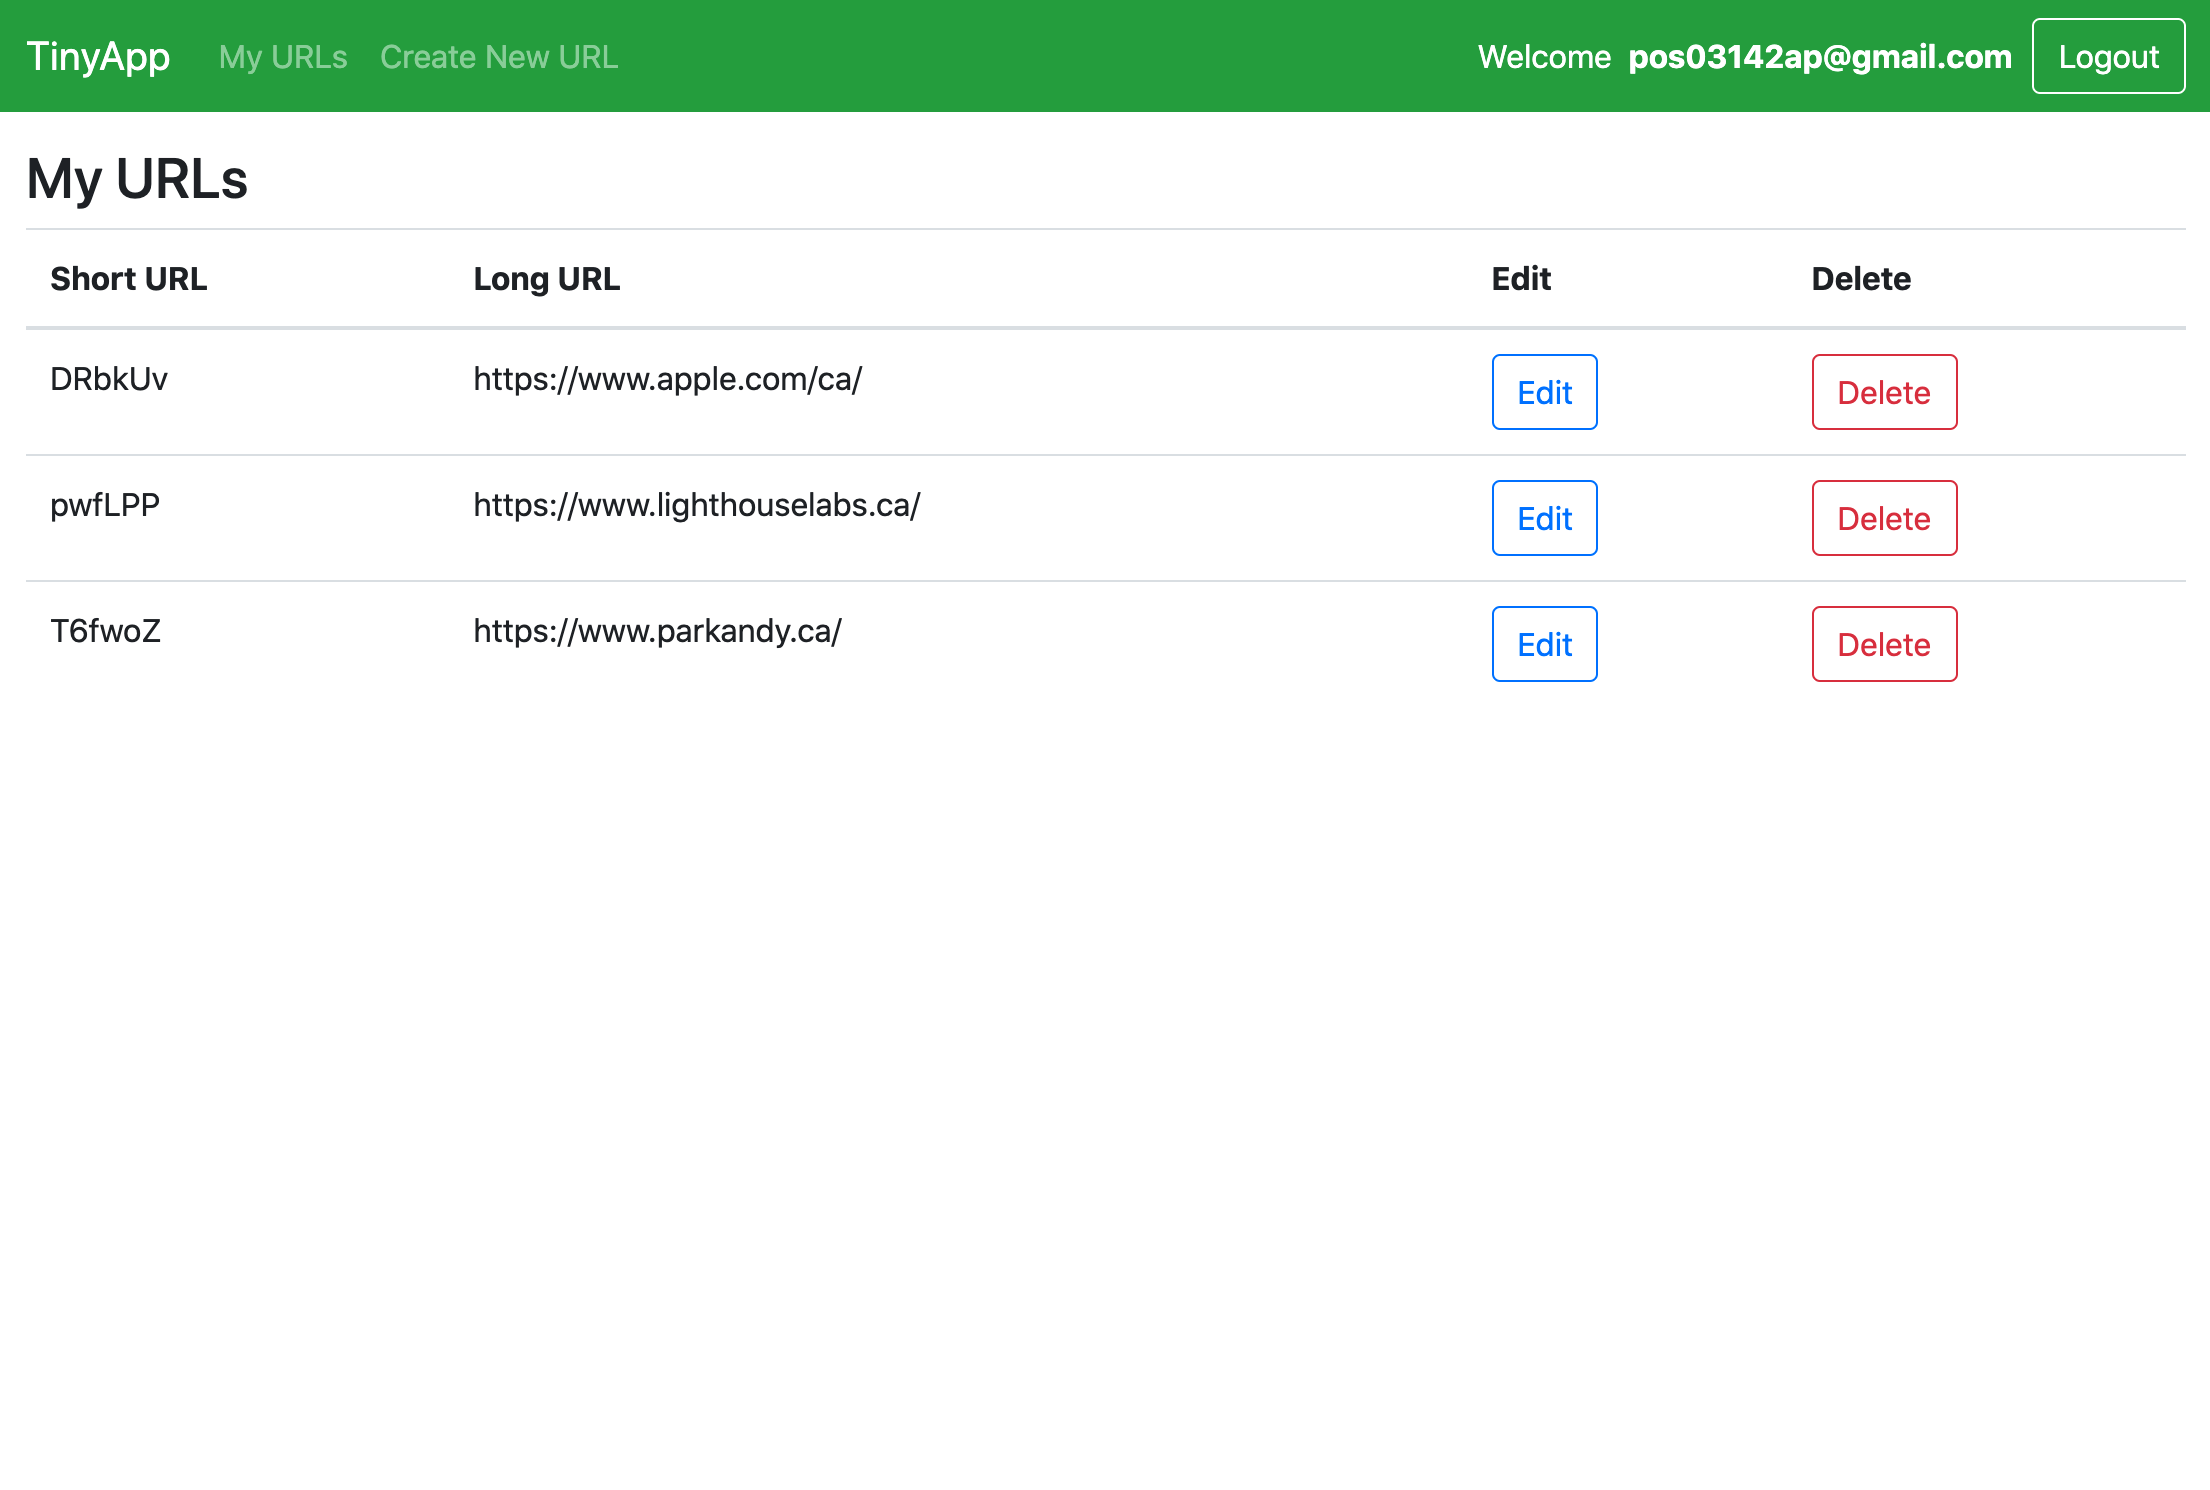 TinyApp My URLs Create New URL Welcome pos03142ap@gmail.com Logout
My URLs
Short URL Long URL Edit Delete
DRbkUv https://www.apple.com/ca/ Edit Delete
pwfLPP https://www.lighthouselabs.ca/ Edit Delete
T6fwoZ https://www.parkandy.ca/ Edit Delete